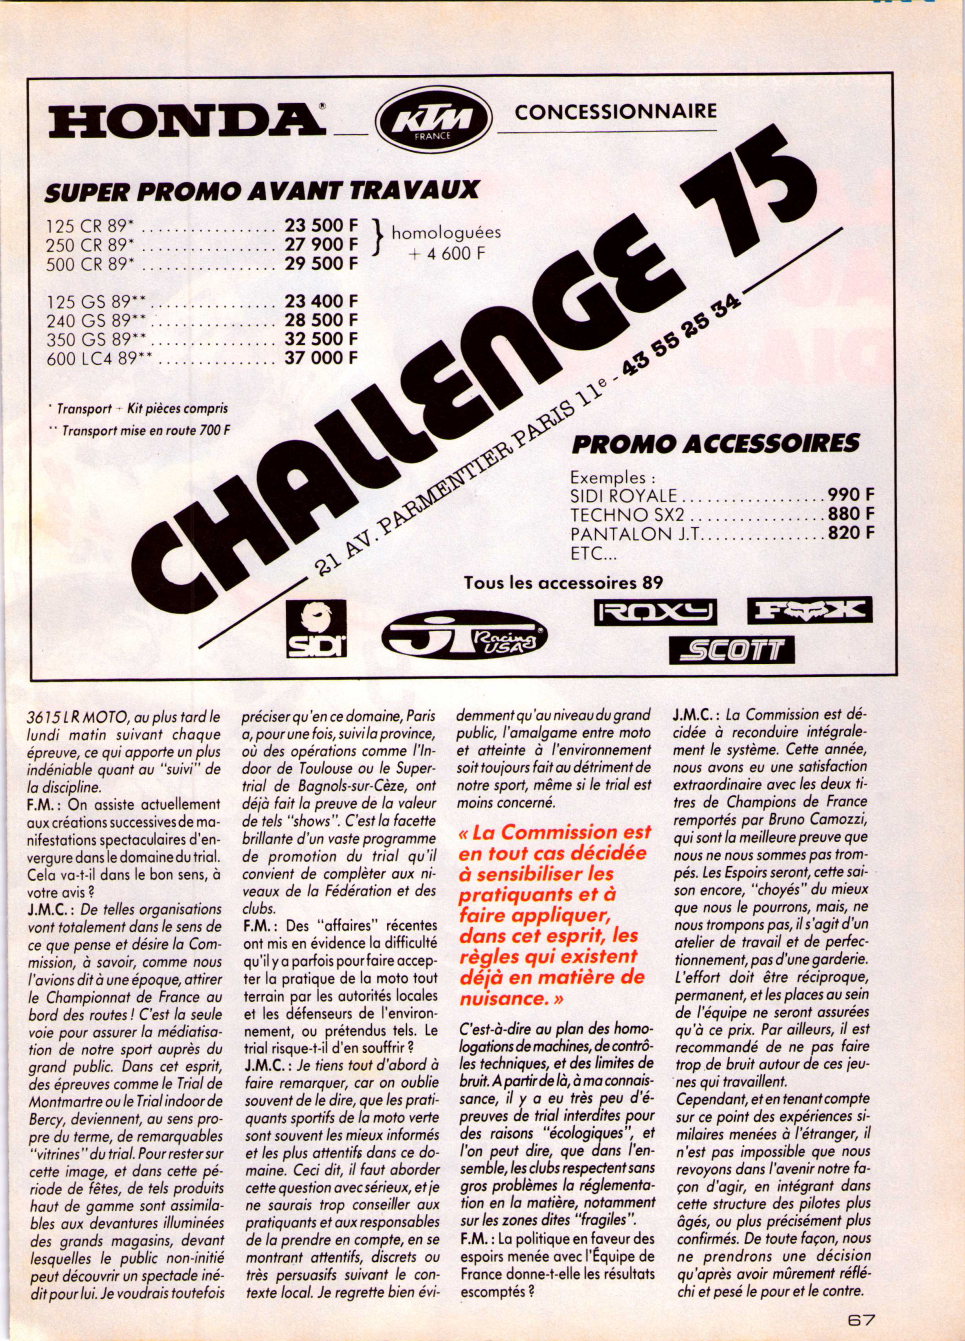 HONDA
KTM
FRANCE
CONCESSIONNAIRE
SUPER PROMO AVANT TRAVAUX
125 CR 89* ................. 23 500 F
250 CR 89* ................. 27 900 F
500 CR 89* ................. 29 500 F
homologuées
+ 4 600 F
125 GS 89** ................ 23 400 F
240 GS 89** ................ 28 500 F
350 GS 89** ................ 32 500 F
600 LC4 89** ............... 37 000 F
* Transport + Kit pièces compris
** Transport mise en route 700 F
CHALLENGE 75
21 AV. PARMENTIER PARIS 11e - 43 55 25 34
PROMO ACCESSOIRES
Exemples :
SIDI ROYALE ................. 990 F
TECHNO SX2 ................ 880 F
PANTALON J.T. .............. 820 F
ETC...
Tous les accessoires 89
SIDI
JT Racing USA
ROXY
FOX
SCOTT
3615 LR MOTO, au plus tard le
lundi matin suivant chaque
épreuve, ce qui apporte un plus
indéniable quant au "suivi" de
la discipline.
F.M. : On assiste actuellement
aux créations successives de ma-
nifestations spectaculaires d'en-
vergure dans le domaine du trial.
Cela va-t-il dans le bon sens, à
votre avis ?
J.M.C. : De telles organisations
vont totalement dans le sens de
ce que pense et désire la Com-
mission, à savoir, comme nous
l'avions dit à une époque, attirer
le Championnat de France au
bord des routes ! C'est la seule
voie pour assurer la médiatisa-
tion de notre sport auprès du
grand public. Dans cet esprit,
des épreuves comme le Trial de
Montmartre ou le Trial indoor de
Bercy, deviennent, au sens pro-
pre du terme, de remarquables
"vitrines" du trial. Pour rester sur
cette image, et dans cette pé-
riode de fêtes, de tels produits
haut de gamme sont assimila-
bles aux devantures illuminées
des grands magasins, devant
lesquelles le public non-initié
peut découvrir un spectade iné-
dit pour lui. Je voudrais toutefois
préciser qu'en ce domaine, Paris
a, pour une fois, suivi la province,
où des opérations comme l'In-
door de Toulouse ou le Super-
trial de Bagnols-sur-Cèze, ont
déjà fait la preuve de la valeur
de tels "shows". C'est la facette
brillante d'un vaste programme
de promotion du trial qu'il
convient de complèter aux ni-
veaux de la Fédération et des
clubs.
F.M. : Des "affaires" récentes
ont mis en évidence la difficulté
qu'il y a parfois pour faire accep-
ter la pratique de la moto tout
terrain par les autorités locales
et les défenseurs de l'environ-
nement, ou prétendus tels. Le
trial risque-t-il d'en souffrir ?
J.M.C. : Je tiens tout d'abord à
faire remarquer, car on oublie
souvent de le dire, que les prati-
quants sportifs de la moto verte
sont souvent les mieux informés
et les plus attentifs dans ce do-
maine. Ceci dit, il faut aborder
cette question avec sérieux, et je
ne saurais trop conseiller aux
pratiquants et aux responsables
de la prendre en compte, en se
montrant attentifs, discrets ou
très persuasifs suivant le con-
texte local. Je regrette bien évi-
demment qu'au niveau du grand
public, l'amalgame entre moto
et atteinte à l'environnement
soit toujours fait au détriment de
notre sport, même si le trial est
moins concerné.
« La Commission est
en tout cas décidée
à sensibiliser les
pratiquants et à
faire appliquer,
dans cet esprit, les
règles qui existent
déjà en matière de
nuisance. »
C'est-à-dire au plan des homo-
logations de machines, de contrô-
les techniques, et des limites de
bruit. A partir de là, à ma connais-
sance, il y a eu très peu d'é-
preuves de trial interdites pour
des raisons "écologiques", et
l'on peut dire, que dans l'en-
semble, les clubs respectent sans
gros problèmes la réglementa-
tion en la matière, notamment
sur les zones dites "fragiles".
F.M. : La politique en faveur des
espoirs menée avec l'Équipe de
France donne-t-elle les résultats
escomptés ?
J.M.C. : La Commission est dé-
cidée à reconduire intégrale-
ment le système. Cette année,
nous avons eu une satisfaction
extraordinaire avec les deux ti-
tres de Champions de France
remportés par Bruno Camozzi,
qui sont la meilleure preuve que
nous ne nous sommes pas trom-
pés. Les Espoirs seront, cette sai-
son encore, "choyés" du mieux
que nous le pourrons, mais, ne
nous trompons pas, il s'agit d'un
atelier de travail et de perfec-
tionnement, pas d'une garderie.
L'effort doit être réciproque,
permanent, et les places au sein
de l'équipe ne seront assurées
qu'à ce prix. Par ailleurs, il est
recommandé de ne pas faire
trop de bruit autour de ces jeu-
nes qui travaillent.
Cependant, et en tenant compte
sur ce point des expériences si-
milaires menées à l'étranger, il
n'est pas impossible que nous
revoyons dans l'avenir notre fa-
çon d'agir, en intégrant dans
cette structure des pilotes plus
âgés, ou plus précisément plus
confirmés. De toute façon, nous
ne prendrons une décision
qu'après avoir mûrement réflé-
chi et pesé le pour et le contre.
67